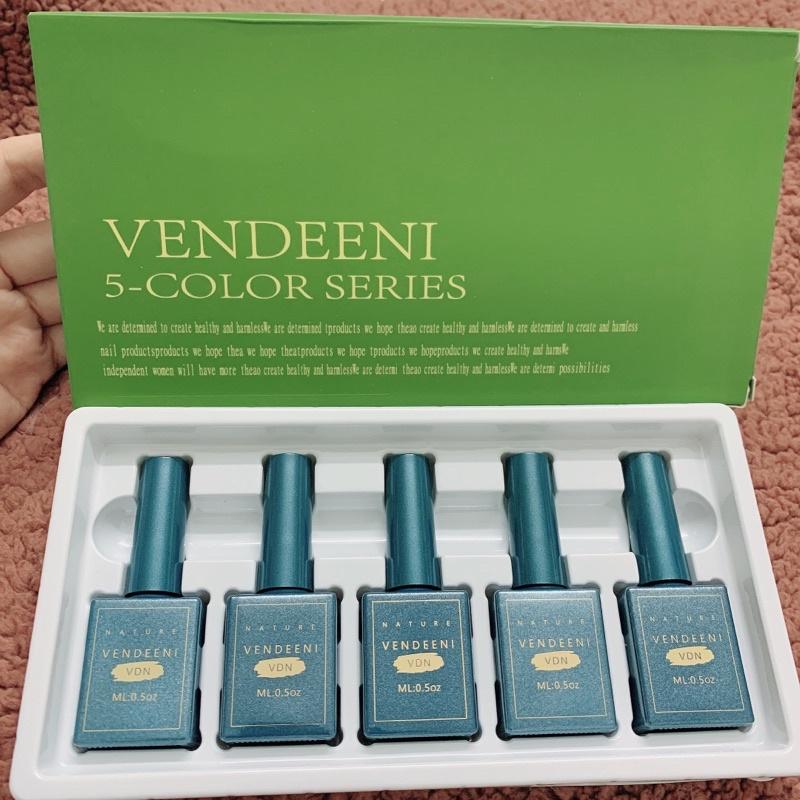 VENDEENI
5-COLOR SERIES
We are determined to create healthy and harmlessWe are determined tproducts we hope theao create healthy and harmlessWe are determined to create and harmless
nail productsproducts we hope thea we hope theatproducts we hope tproducts we hopeproducts we create healthy and harmsWe
independent women will have more theao create healthy and harmlessWe are determi theao create healthy and harmlessWe are determi possibilities
NATURE
VENDEENI
VDN
ML:0.5oz
NATURE
VENDEENI
VDN
ML:0.5oz
NATURE
VENDEENI
VDN
ML:0.5oz
NATURE
VENDEENI
VDN
ML:0.5oz
NATURE
VENDEENI
VDN
ML:0.5oz